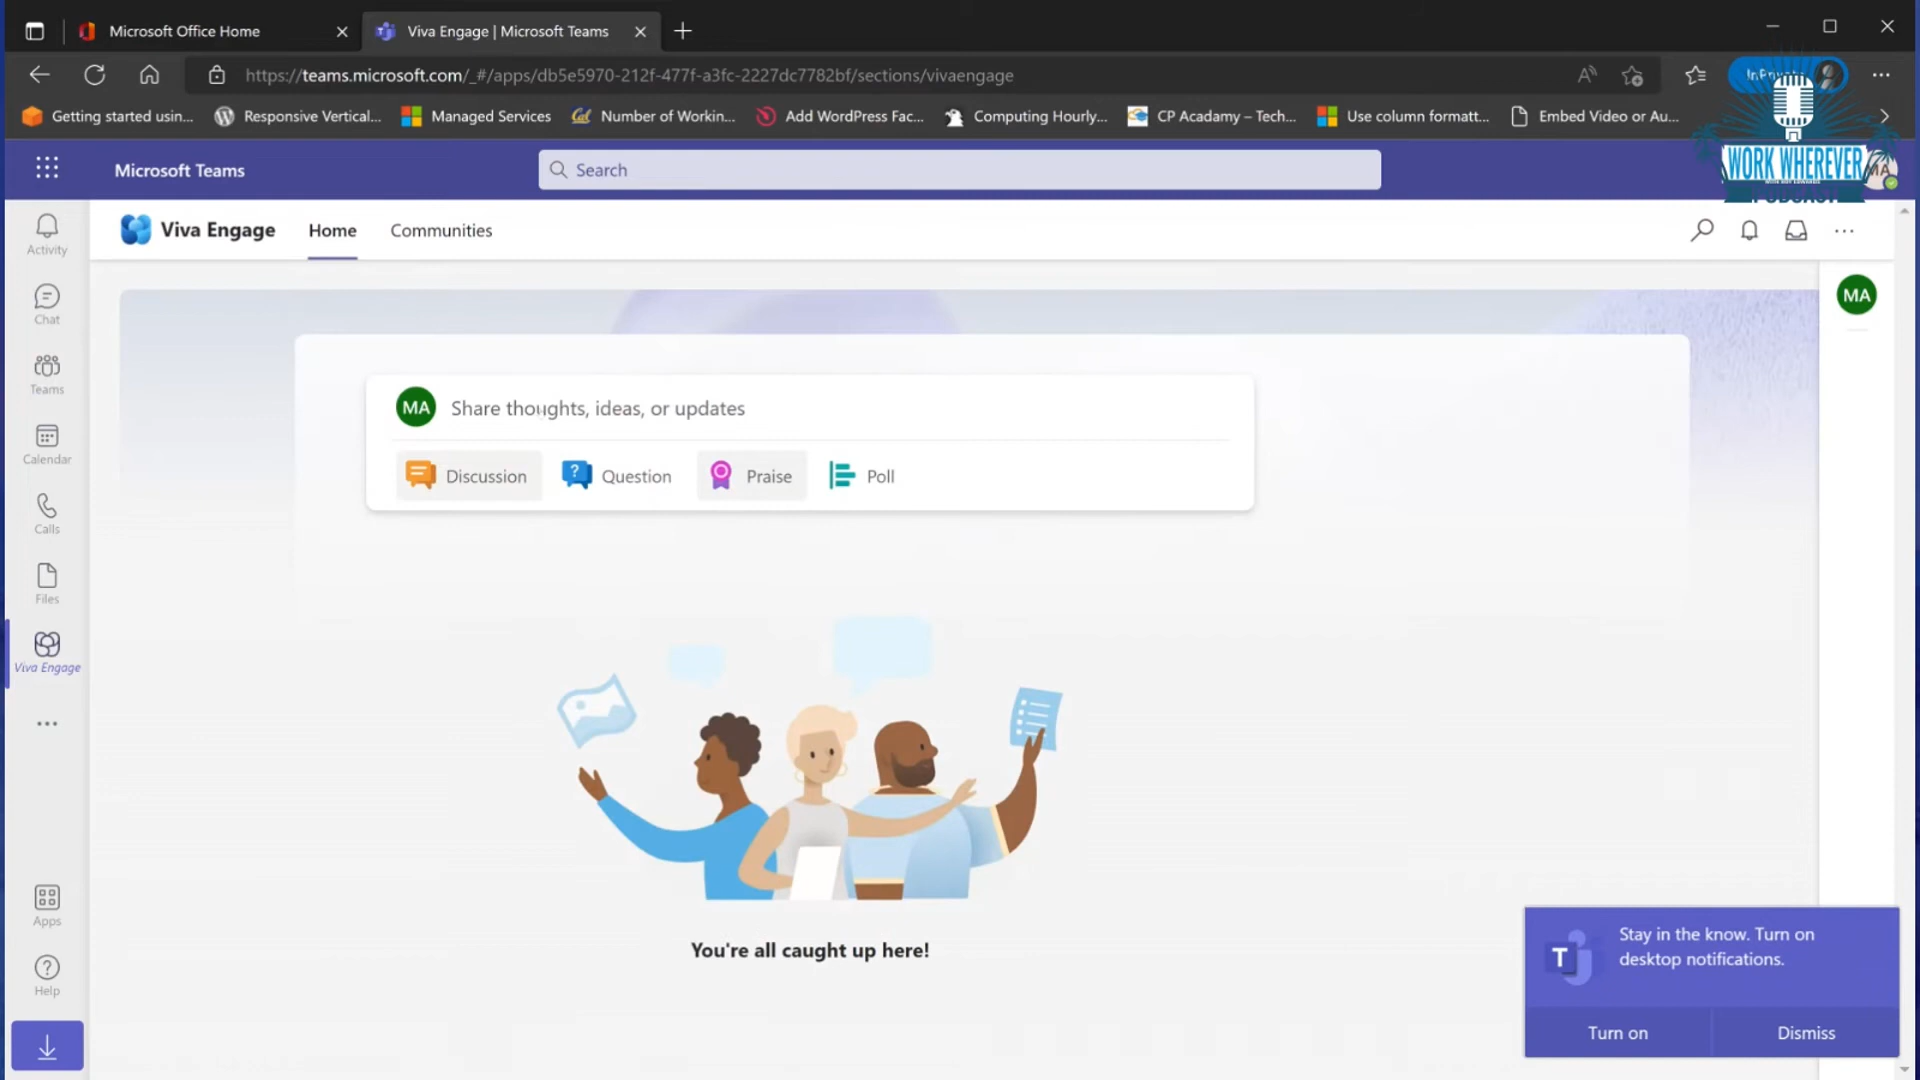 Microsoft Office Home
Viva Engage | Microsoft Teams
https://teams.microsoft.com/_#/apps/db5e5970-212f-477f-a3fc-2227dc7782bf/sections/vivaengage
Getting started usin...
Responsive Vertical...
Managed Services
Cal
Number of Workin...
Add WordPress Fac...
Computing Hourly...
CP Acadamy – Tech...
Use column formatt...
Embed Video or Au...
Microsoft Teams
Search
WORK WHEREVER
PODCAST
MA
Activity
Chat
Teams
Calendar
Calls
Files
Viva Engage
Apps
Help
Viva Engage
Home
Communities
MA
MA
Share thoughts, ideas, or updates
Discussion
Question
Praise
Poll
You're all caught up here!
T
Stay in the know. Turn on
desktop notifications.
Turn on
Dismiss